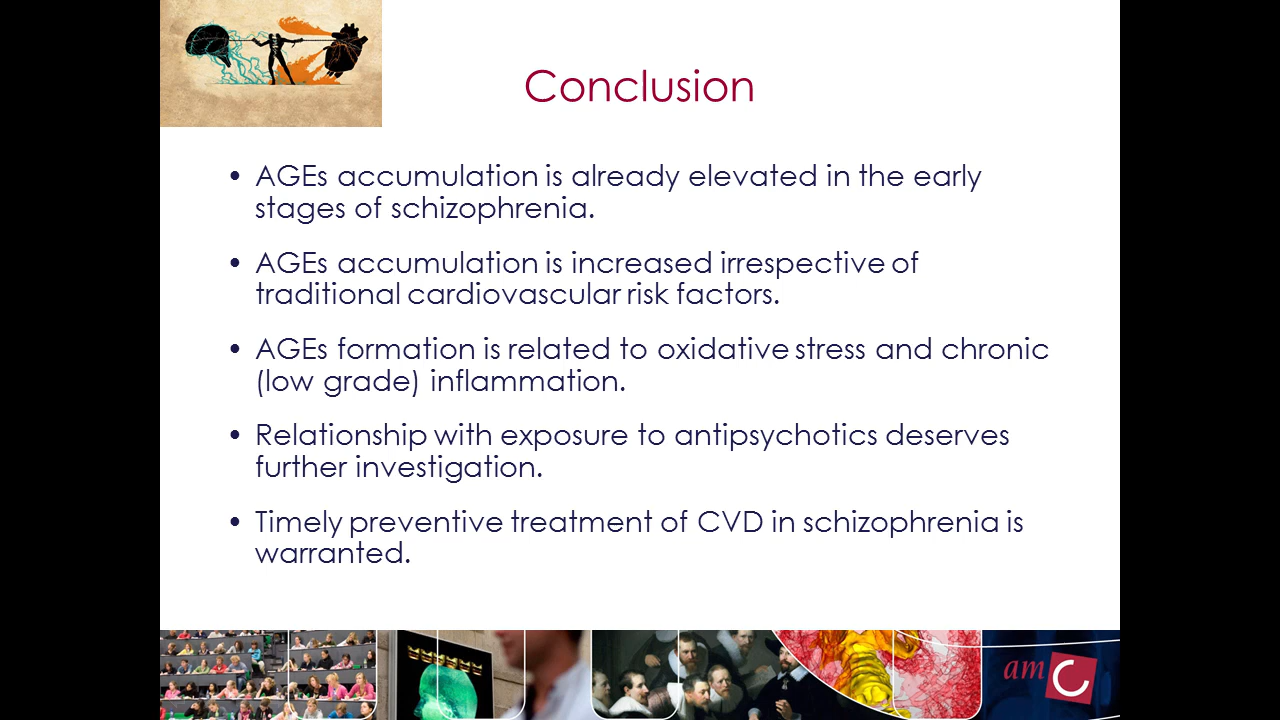 Conclusion
• AGEs accumulation is already elevated in the early
stages of schizophrenia.
• AGEs accumulation is increased irrespective of
traditional cardiovascular risk factors.
• AGEs formation is related to oxidative stress and chronic
(low grade) inflammation.
• Relationship with exposure to antipsychotics deserves
further investigation.
• Timely preventive treatment of CVD in schizophrenia is
warranted.
am